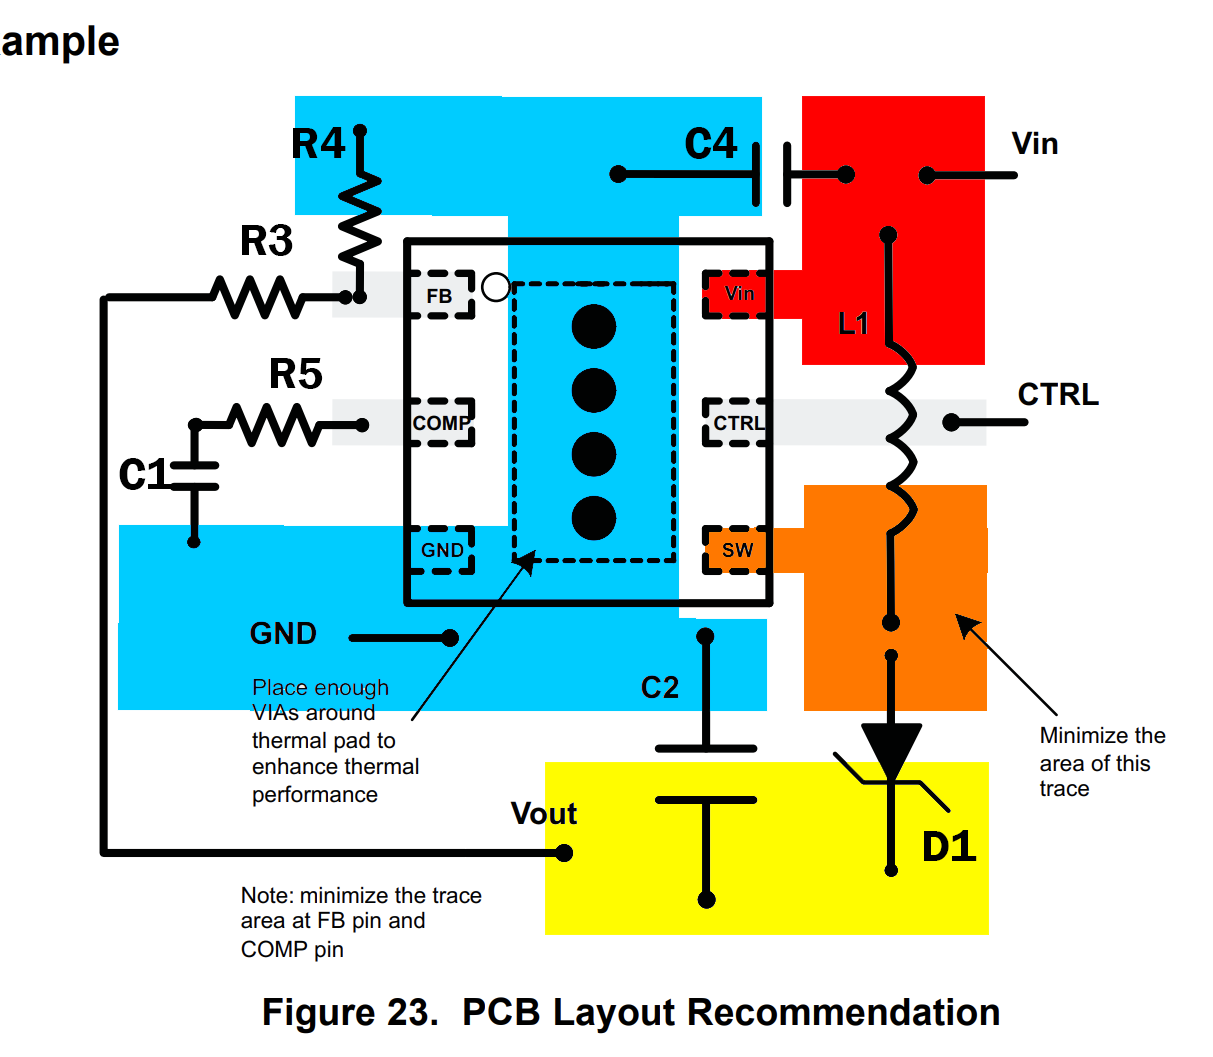 ample
R4
C4
Vin
R3
FB
Vin
L1
R5
CTRL
COMP
CTRL
C1
GND
SW
GND
C2
Place enough
VIAs around
thermal pad to
enhance thermal
performance
Minimize the
area of this
trace
Vout
D1
Note: minimize the trace
area at FB pin and
COMP pin
Figure 23. PCB Layout Recommendation